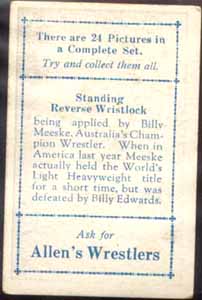 There are 24 Pictures in
a Complete Set.
Try and collect them all.
Standing
Reverse Wristlock
being applied by Billy
Meeske, Australia's Cham-
pion Wrestler. When in
America last year Meeske
actually held the World's
Light Heavyweight title
for a short time, but was
defeated by Billy Edwards.
Ask for
Allen's Wrestlers